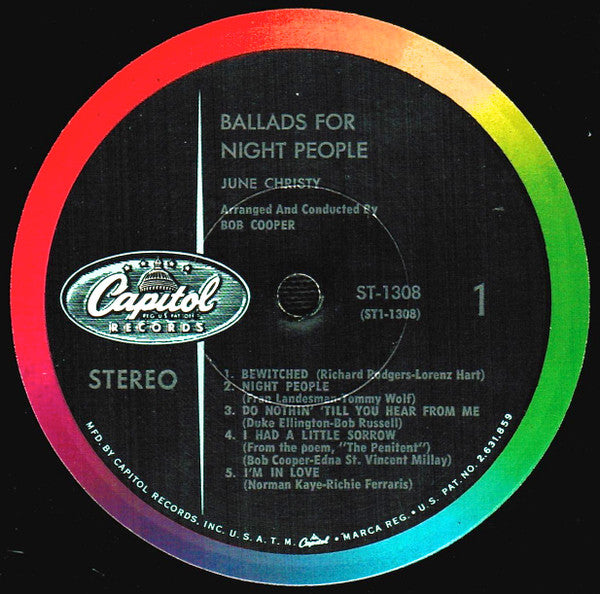 BALLADS FOR
NIGHT PEOPLE
JUNE CHRISTY
Arranged And Conducted By
BOB COOPER
Capitol
REG. U.S. PAT. OFF.
RECORDS
STEREO
ST-1308
(ST1-1308)
1
1. BEWITCHED (Richard Rodgers-Lorenz Hart)
2. NIGHT PEOPLE
(Fran Landesman-Tommy Wolf)
3. DO NOTHIN' 'TILL YOU HEAR FROM ME
(Duke Ellington-Bob Russell)
4. I HAD A LITTLE SORROW
(From the poem, "The Penitent")
(Bob Cooper-Edna St. Vincent Millay)
5. I'M IN LOVE
(Norman Kaye-Richie Ferraris)
MFD. BY CAPITOL RECORDS, INC. U.S.A. T.M. Capitol • MARCA REG. • U.S. PAT. NO. 2,631,859